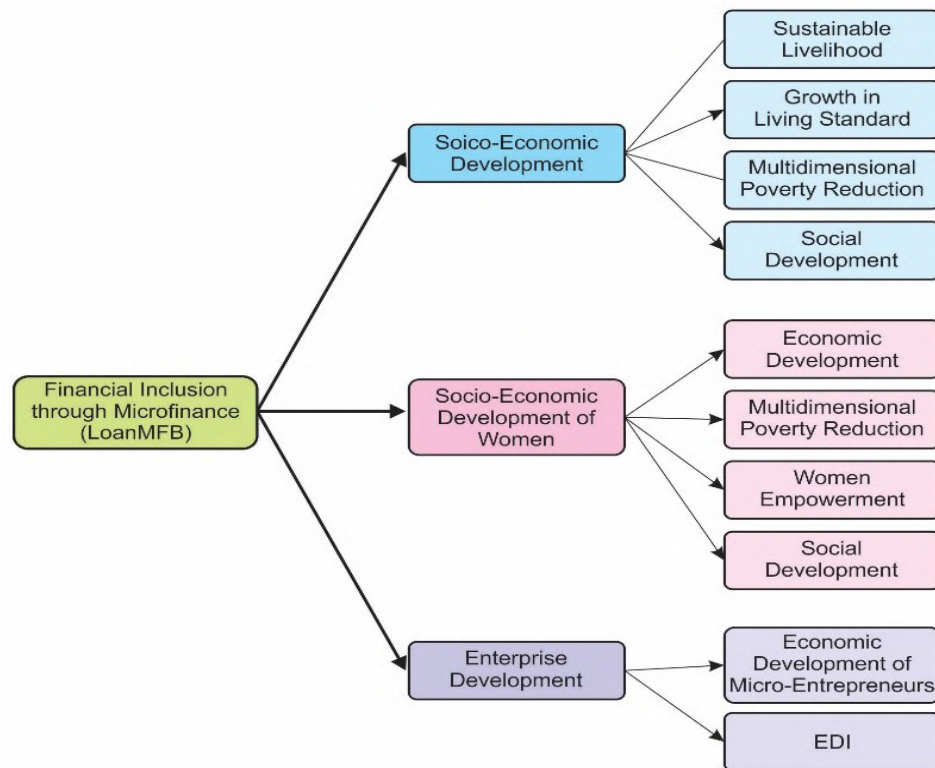 Sustainable
Livelihood
Growth in
Living Standard
Soico-Economic
Development
Multidimensional
Poverty Reduction
Social
Development
Financial Inclusion
through Microfinance
(LoanMFB)
Socio-Economic
Development of
Women
Economic
Development
Multidimensional
Poverty Reduction
Women
Empowerment
Social
Development
Enterprise
Development
Economic
Development of
Micro-Entrepreneurs
EDI